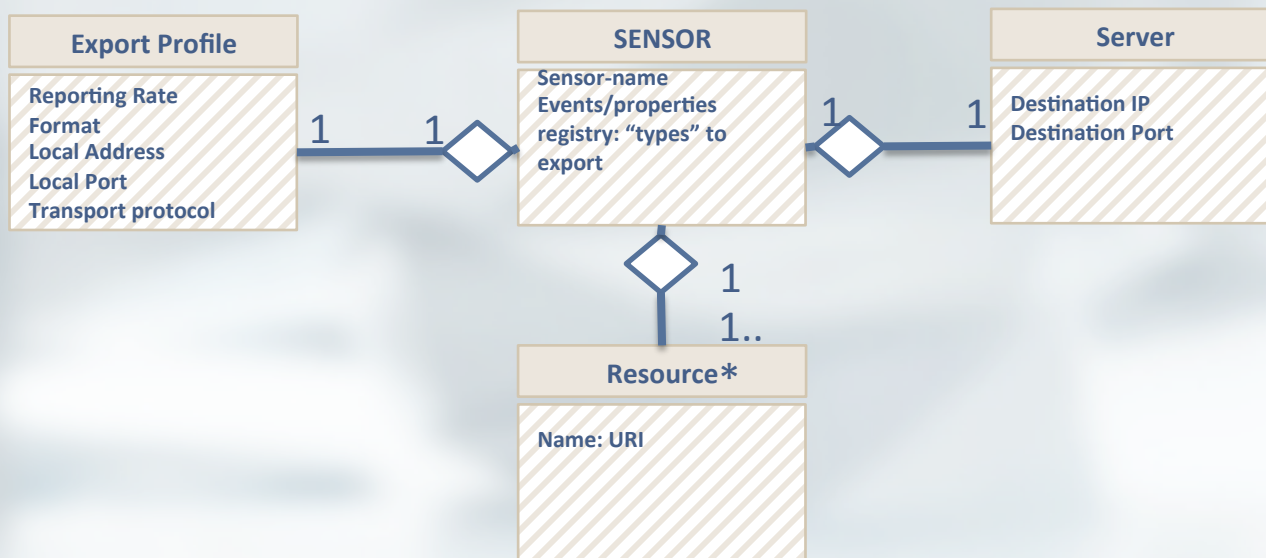 Export Profile
Reporting Rate
Format
Local Address
Local Port
Transport protocol
1
1
SENSOR
Sensor-name
Events/properties
registry: “types” to
export
1
1
Server
Destination IP
Destination Port
1
1..
Resource*
Name: URI